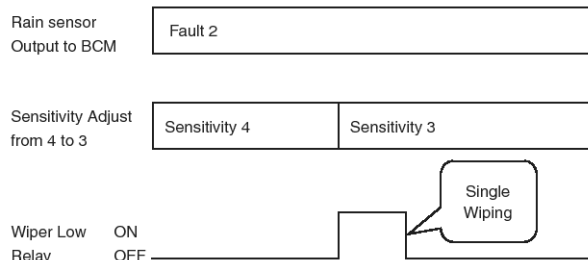 Rain sensor
Output to BCM
Fault 2
Sensitivity Adjust
from 4 to 3
Sensitivity 4
Sensitivity 3
Single
Wiping
Wiper Low ON
Relay OFF